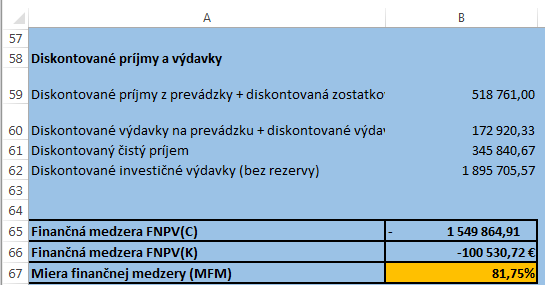 A B
57
58 Diskontované príjmy a výdavky
59 Diskontované príjmy z prevádzky + diskontovaná 518 761,00
60 Diskontované výdavky na prevádzku + diskontované 172 920,33
61 Diskontovaný čistý príjem 345 840,67
62 Diskontované investičné výdavky (bez rezervy) 1 895 705,57
63
64
65 Finančná medzera FNPV(C) - 1 549 864,91
66 Finančná medzera FNPV(K) -100 530,72 €
67 Miera finančnej medzery (MFM) 81,75%